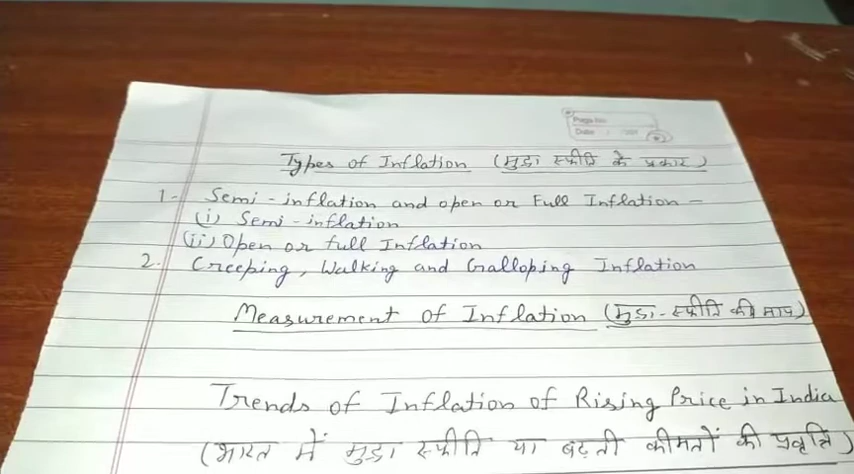 Page No
Date
Types of Inflation (मुद्रा स्फीति के प्रकार)
1- Semi-inflation and open or Full Inflation -
(i) Semi-inflation
(ii) Open or full Inflation
2. Creeping, Walking and Galloping Inflation
Measurement of Inflation (मुद्रा-स्फीति की माप)
Trends of Inflation of Rising Price in India
(भारत में मुद्रा स्फीति या बढ़ती कीमतों की प्रवृत्ति)